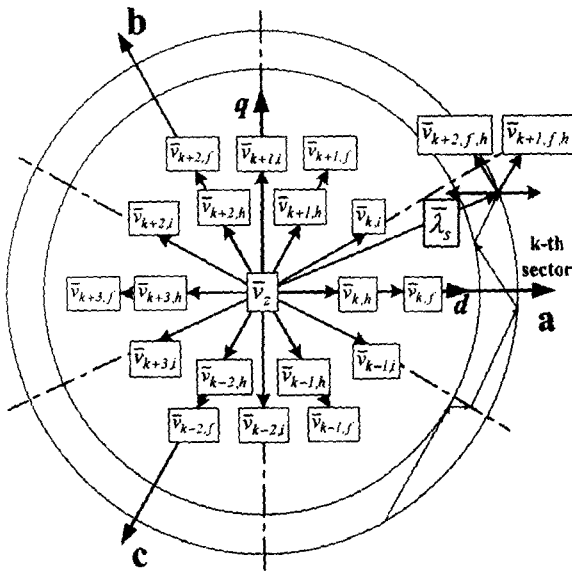 b
q
v̄k+2,f,h v̄k+1,f,h
v̄k+2,f v̄k+1,i v̄k+1,f
v̄k+2,i v̄k+2,h v̄k+1,h v̄k,i λ̄s
k-th
sector
v̄k+3,f v̄k+3,h v̄z v̄k,h v̄k,f
d a
v̄k+3,i v̄k-2,h v̄k-1,h v̄k-1,i
v̄k-2,f v̄k-2,i v̄k-1,f
c